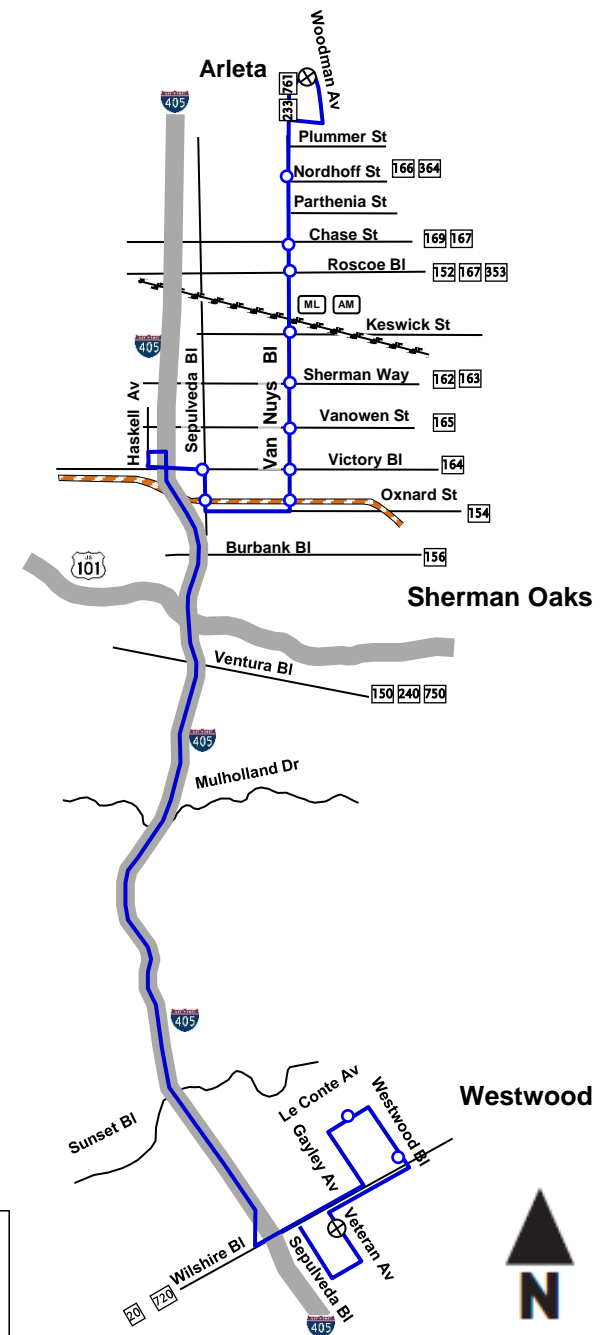 Arleta
Woodman Av
405
761
233
Plummer St
Nordhoff St
166 364
Parthenia St
Chase St
169 167
Roscoe Bl
152 167 353
ML AM
Keswick St
405
Sepulveda Bl
Van Nuys Bl
Haskell Av
Sherman Way
162 163
Vanowen St
165
Victory Bl
164
Oxnard St
154
Burbank Bl
156
US
101
Sherman Oaks
Ventura Bl
150 240 750
405
Mulholland Dr
405
Sunset Bl
Le Conte Av
Westwood Bl
Westwood
Gayley Av
Veteran Av
Sepulveda Bl
Wilshire Bl
20 720
405
N